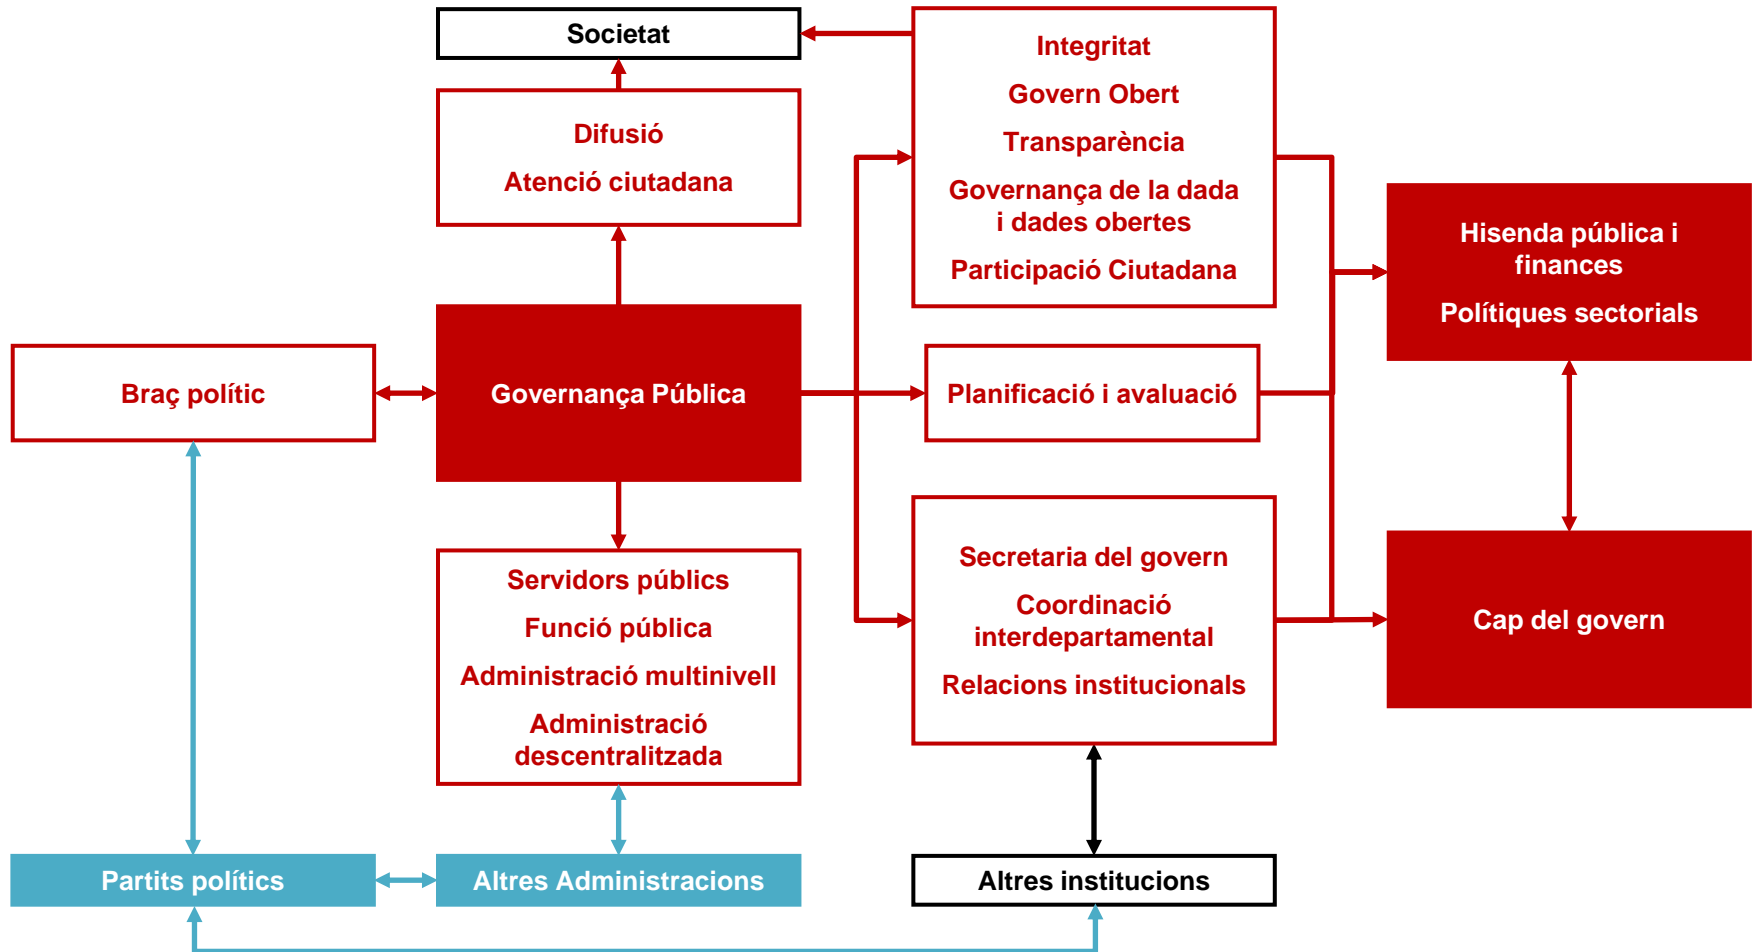 Societat
Integritat
Govern Obert
Transparència
Governança de la dada
i dades obertes
Participació Ciutadana
Difusió
Atenció ciutadana
Hisenda pública i
finances
Polítiques sectorials
Braç polític
Governança Pública
Planificació i avaluació
Servidors públics
Funció pública
Administració multinivell
Administració
descentralitzada
Secretaria del govern
Coordinació
interdepartamental
Relacions institucionals
Cap del govern
Partits polítics
Altres Administracions
Altres institucions